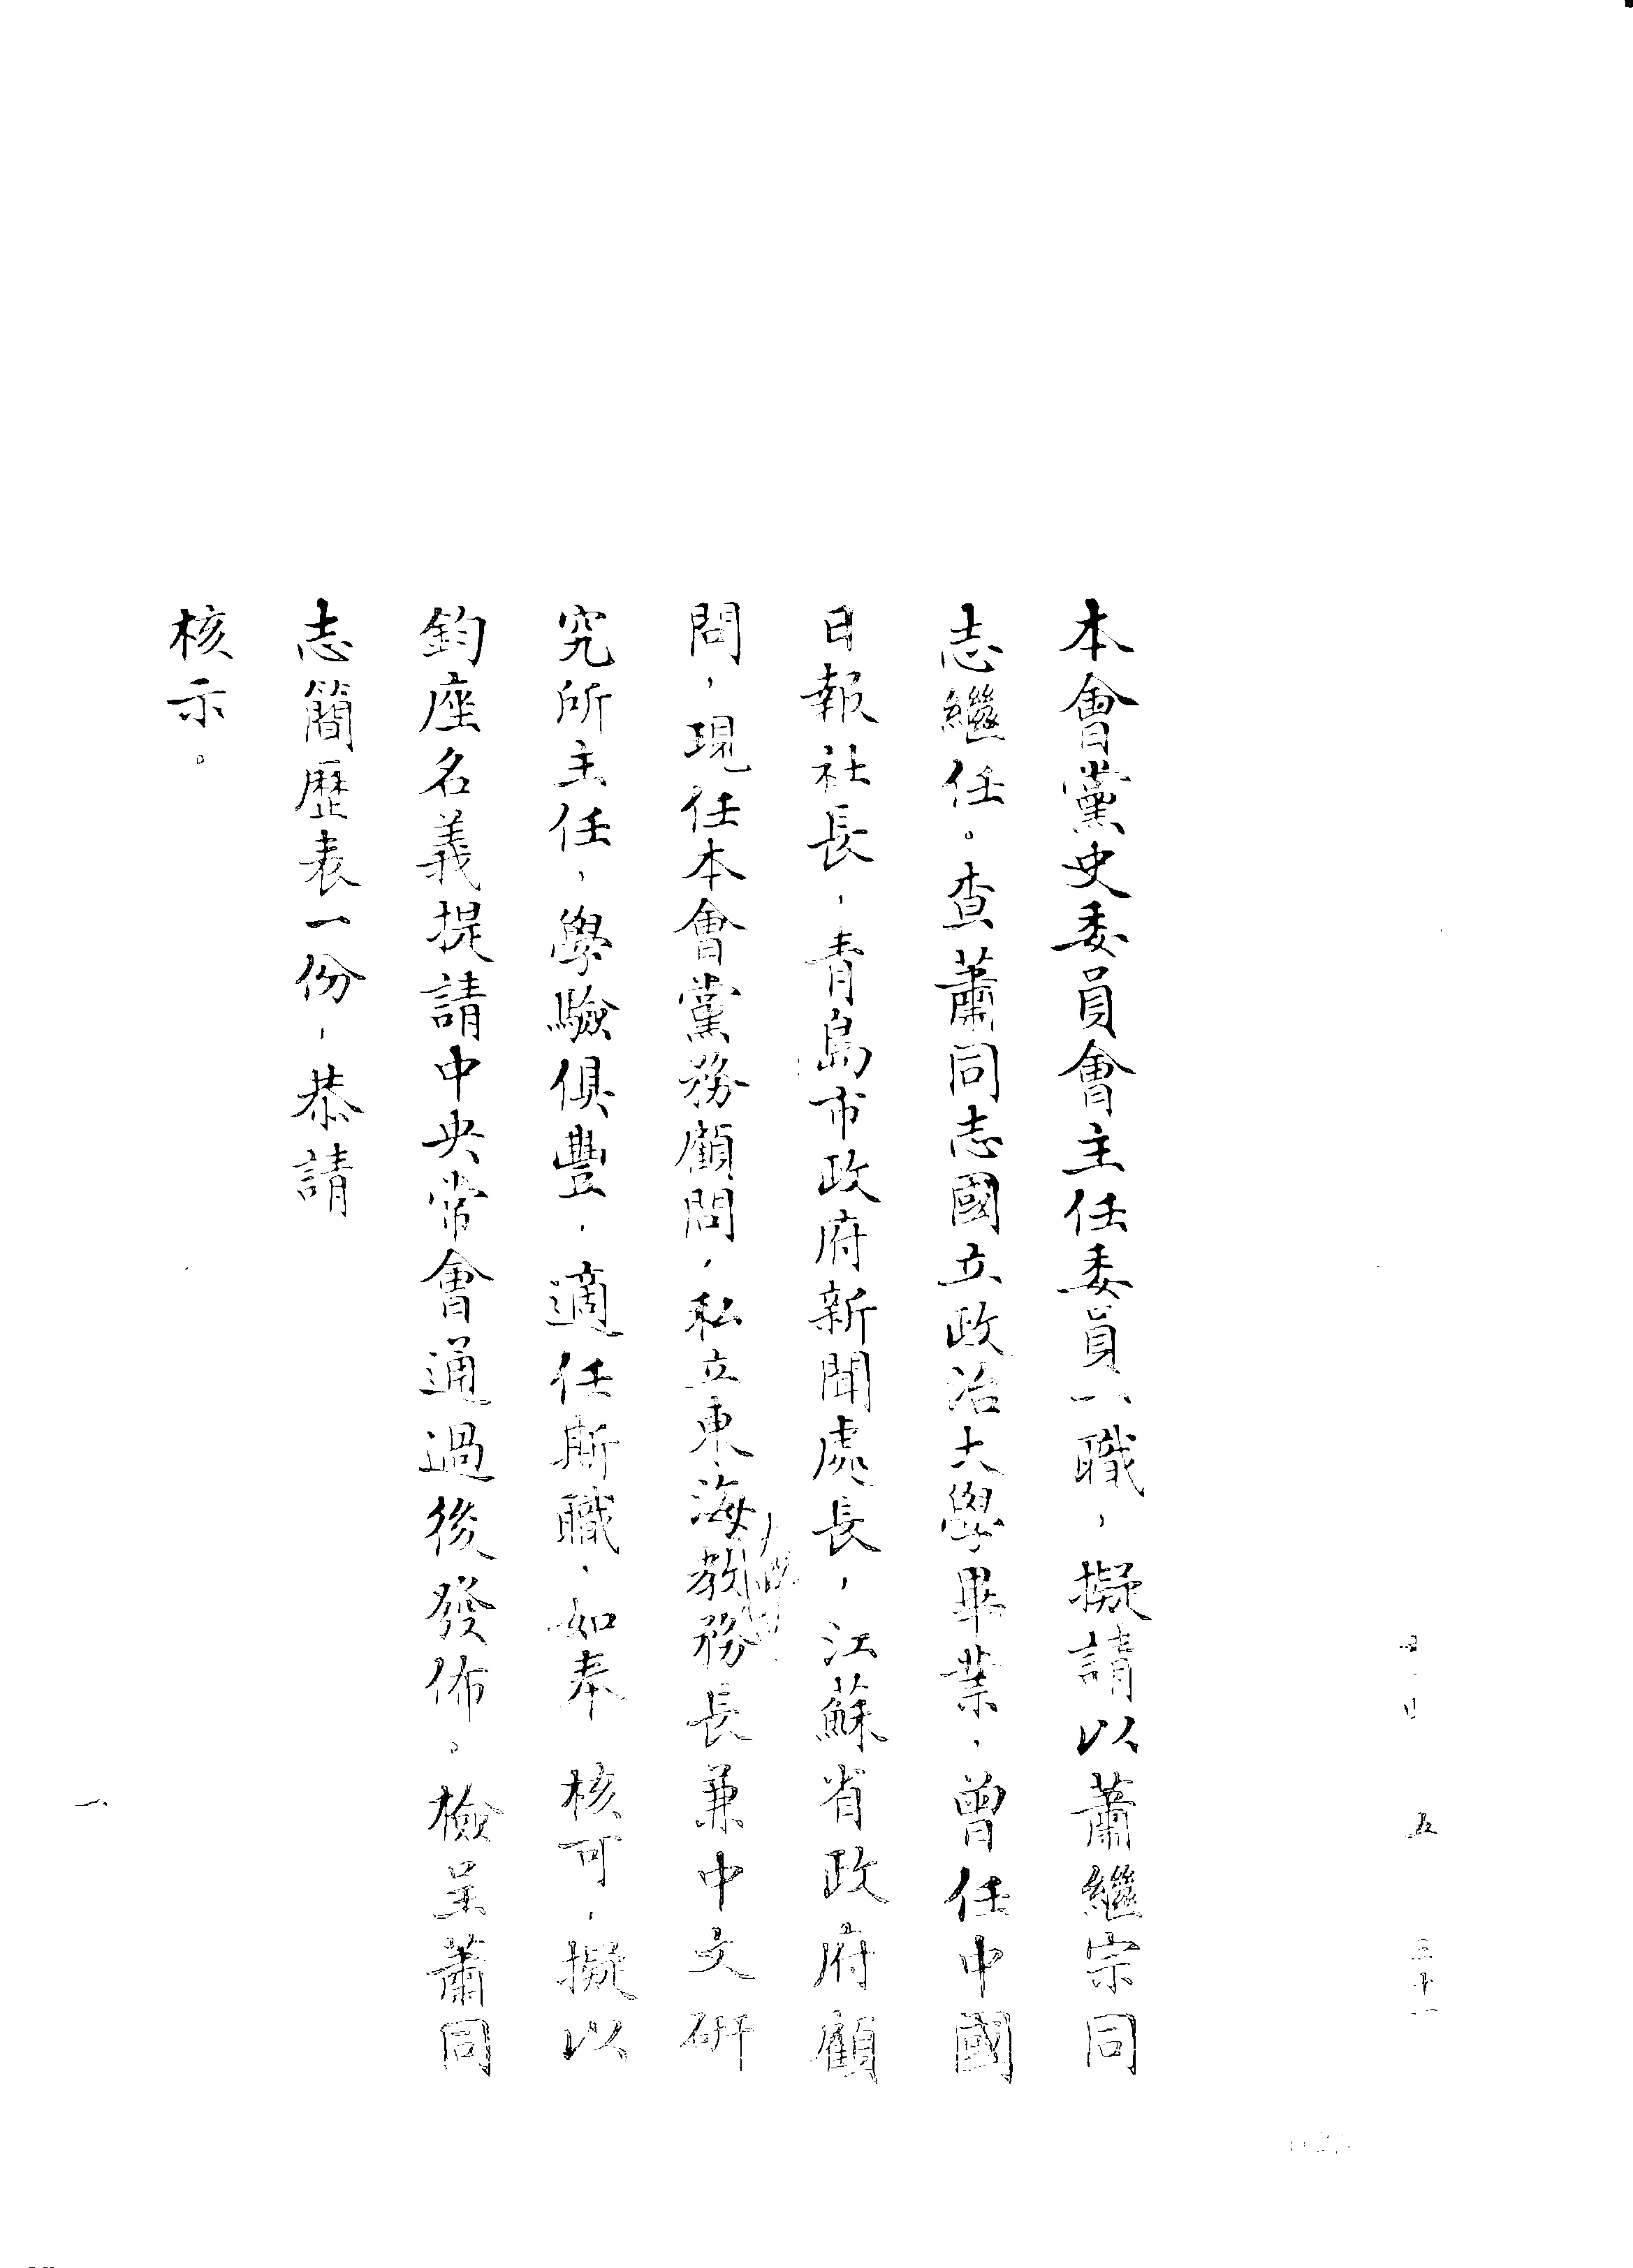 五 三十一
本會黨史委員會主任委員一職，擬請以蕭繼宗同
志繼任。查蕭同志國立政治大學畢業，曾任中國
日報社長，青島市政府新聞處長，江蘇省政府顧
問，現任本會黨務顧問，私立東海教務長兼中文研
究所主任，學驗俱豐，適任斯職，如奉 核可，擬以
鈞座名義提請中央常會通過後發佈。檢呈蕭同
志簡歷表一份，恭請
核示。
一